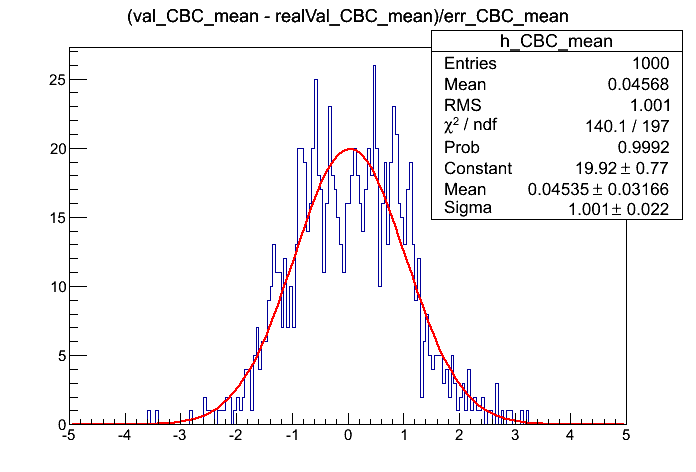 (val_CBC_mean - realVal_CBC_mean)/err_CBC_mean
h_CBC_mean
Entries 1000
Mean 0.04568
RMS 1.001
χ² / ndf 140.1 / 197
Prob 0.9992
Constant 19.92 ± 0.77
Mean 0.04535 ± 0.03166
Sigma 1.001 ± 0.022
25
20
15
10
5
0
-5 -4 -3 -2 -1 0 1 2 3 4 5